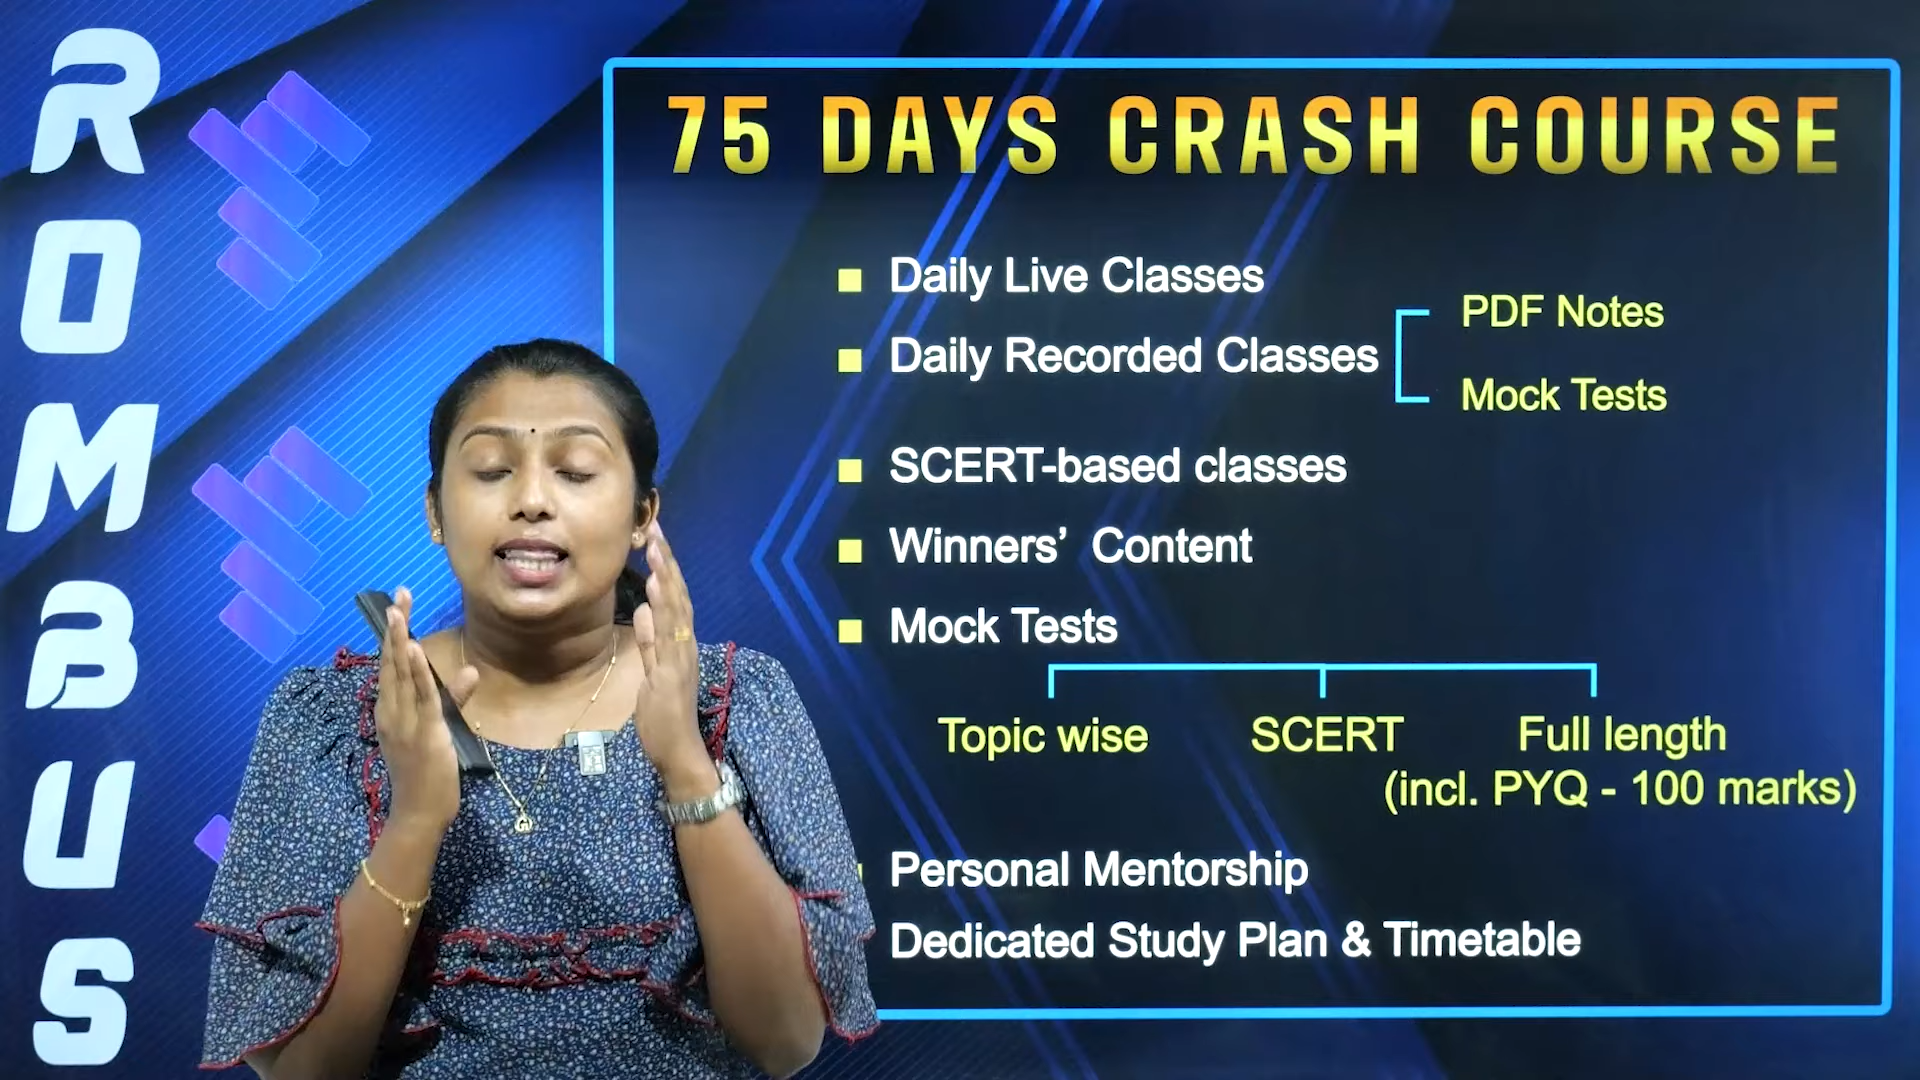 ROMBUS
75 DAYS CRASH COURSE
Daily Live Classes
Daily Recorded Classes
PDF Notes
Mock Tests
SCERT-based classes
Winners’ Content
Mock Tests
Topic wise
SCERT
Full length
(incl. PYQ - 100 marks)
Personal Mentorship
Dedicated Study Plan & Timetable